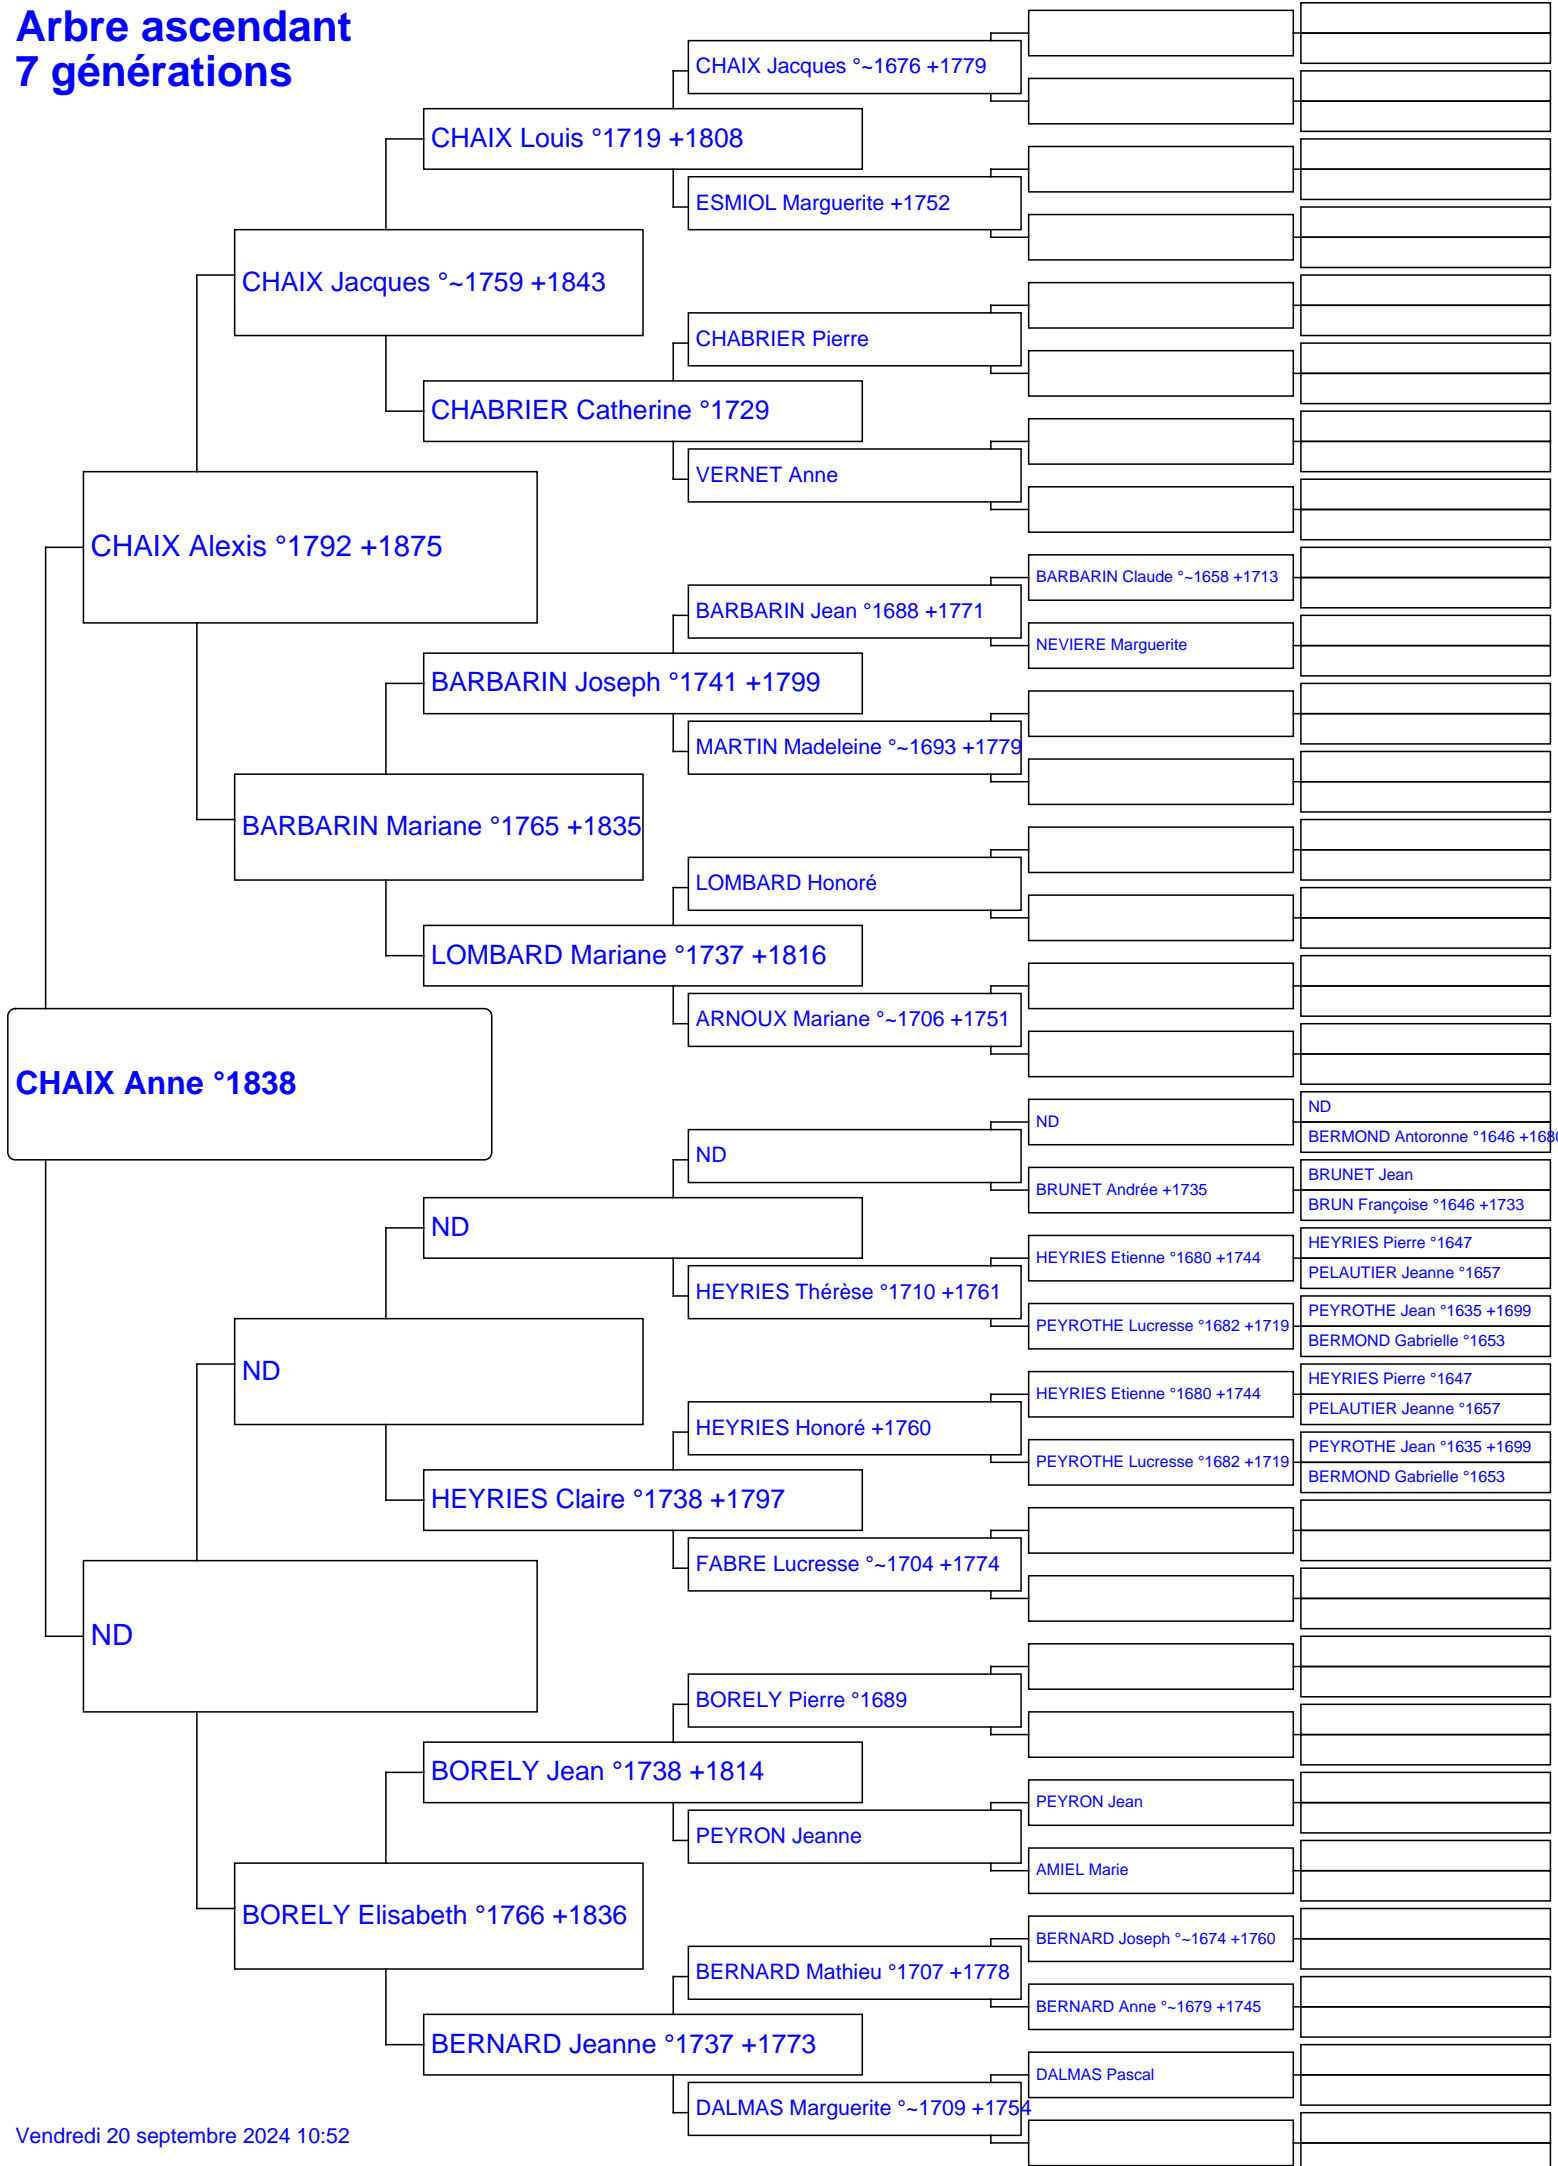 Arbre ascendant
7 générations
CHAIX Jacques °~1676 +1779
CHAIX Louis °1719 +1808
ESMIOL Marguerite +1752
CHAIX Jacques °~1759 +1843
CHABRIER Pierre
CHABRIER Catherine °1729
VERNET Anne
CHAIX Alexis °1792 +1875
BARBARIN Claude °~1658 +1713
BARBARIN Jean °1688 +1771
NEVIERE Marguerite
BARBARIN Joseph °1741 +1799
MARTIN Madeleine °~1693 +1779
BARBARIN Mariane °1765 +1835
LOMBARD Honoré
LOMBARD Mariane °1737 +1816
ARNOUX Mariane °~1706 +1751
CHAIX Anne °1838
ND
ND
BERMOND Antoronne °1646 +1680
ND
BRUNET Jean
BRUNET Andrée +1735
BRUN Françoise °1646 +1733
ND
HEYRIES Pierre °1647
HEYRIES Etienne °1680 +1744
PELAUTIER Jeanne °1657
HEYRIES Thérèse °1710 +1761
PEYROTHE Jean °1635 +1699
PEYROTHE Lucresse °1682 +1719
BERMOND Gabrielle °1653
ND
HEYRIES Pierre °1647
HEYRIES Etienne °1680 +1744
PELAUTIER Jeanne °1657
HEYRIES Honoré +1760
PEYROTHE Jean °1635 +1699
PEYROTHE Lucresse °1682 +1719
BERMOND Gabrielle °1653
HEYRIES Claire °1738 +1797
FABRE Lucresse °~1704 +1774
ND
BORELY Pierre °1689
BORELY Jean °1738 +1814
PEYRON Jean
PEYRON Jeanne
AMIEL Marie
BORELY Elisabeth °1766 +1836
BERNARD Joseph °~1674 +1760
BERNARD Mathieu °1707 +1778
BERNARD Anne °~1679 +1745
BERNARD Jeanne °1737 +1773
DALMAS Pascal
DALMAS Marguerite °~1709 +1754
Vendredi 20 septembre 2024 10:52